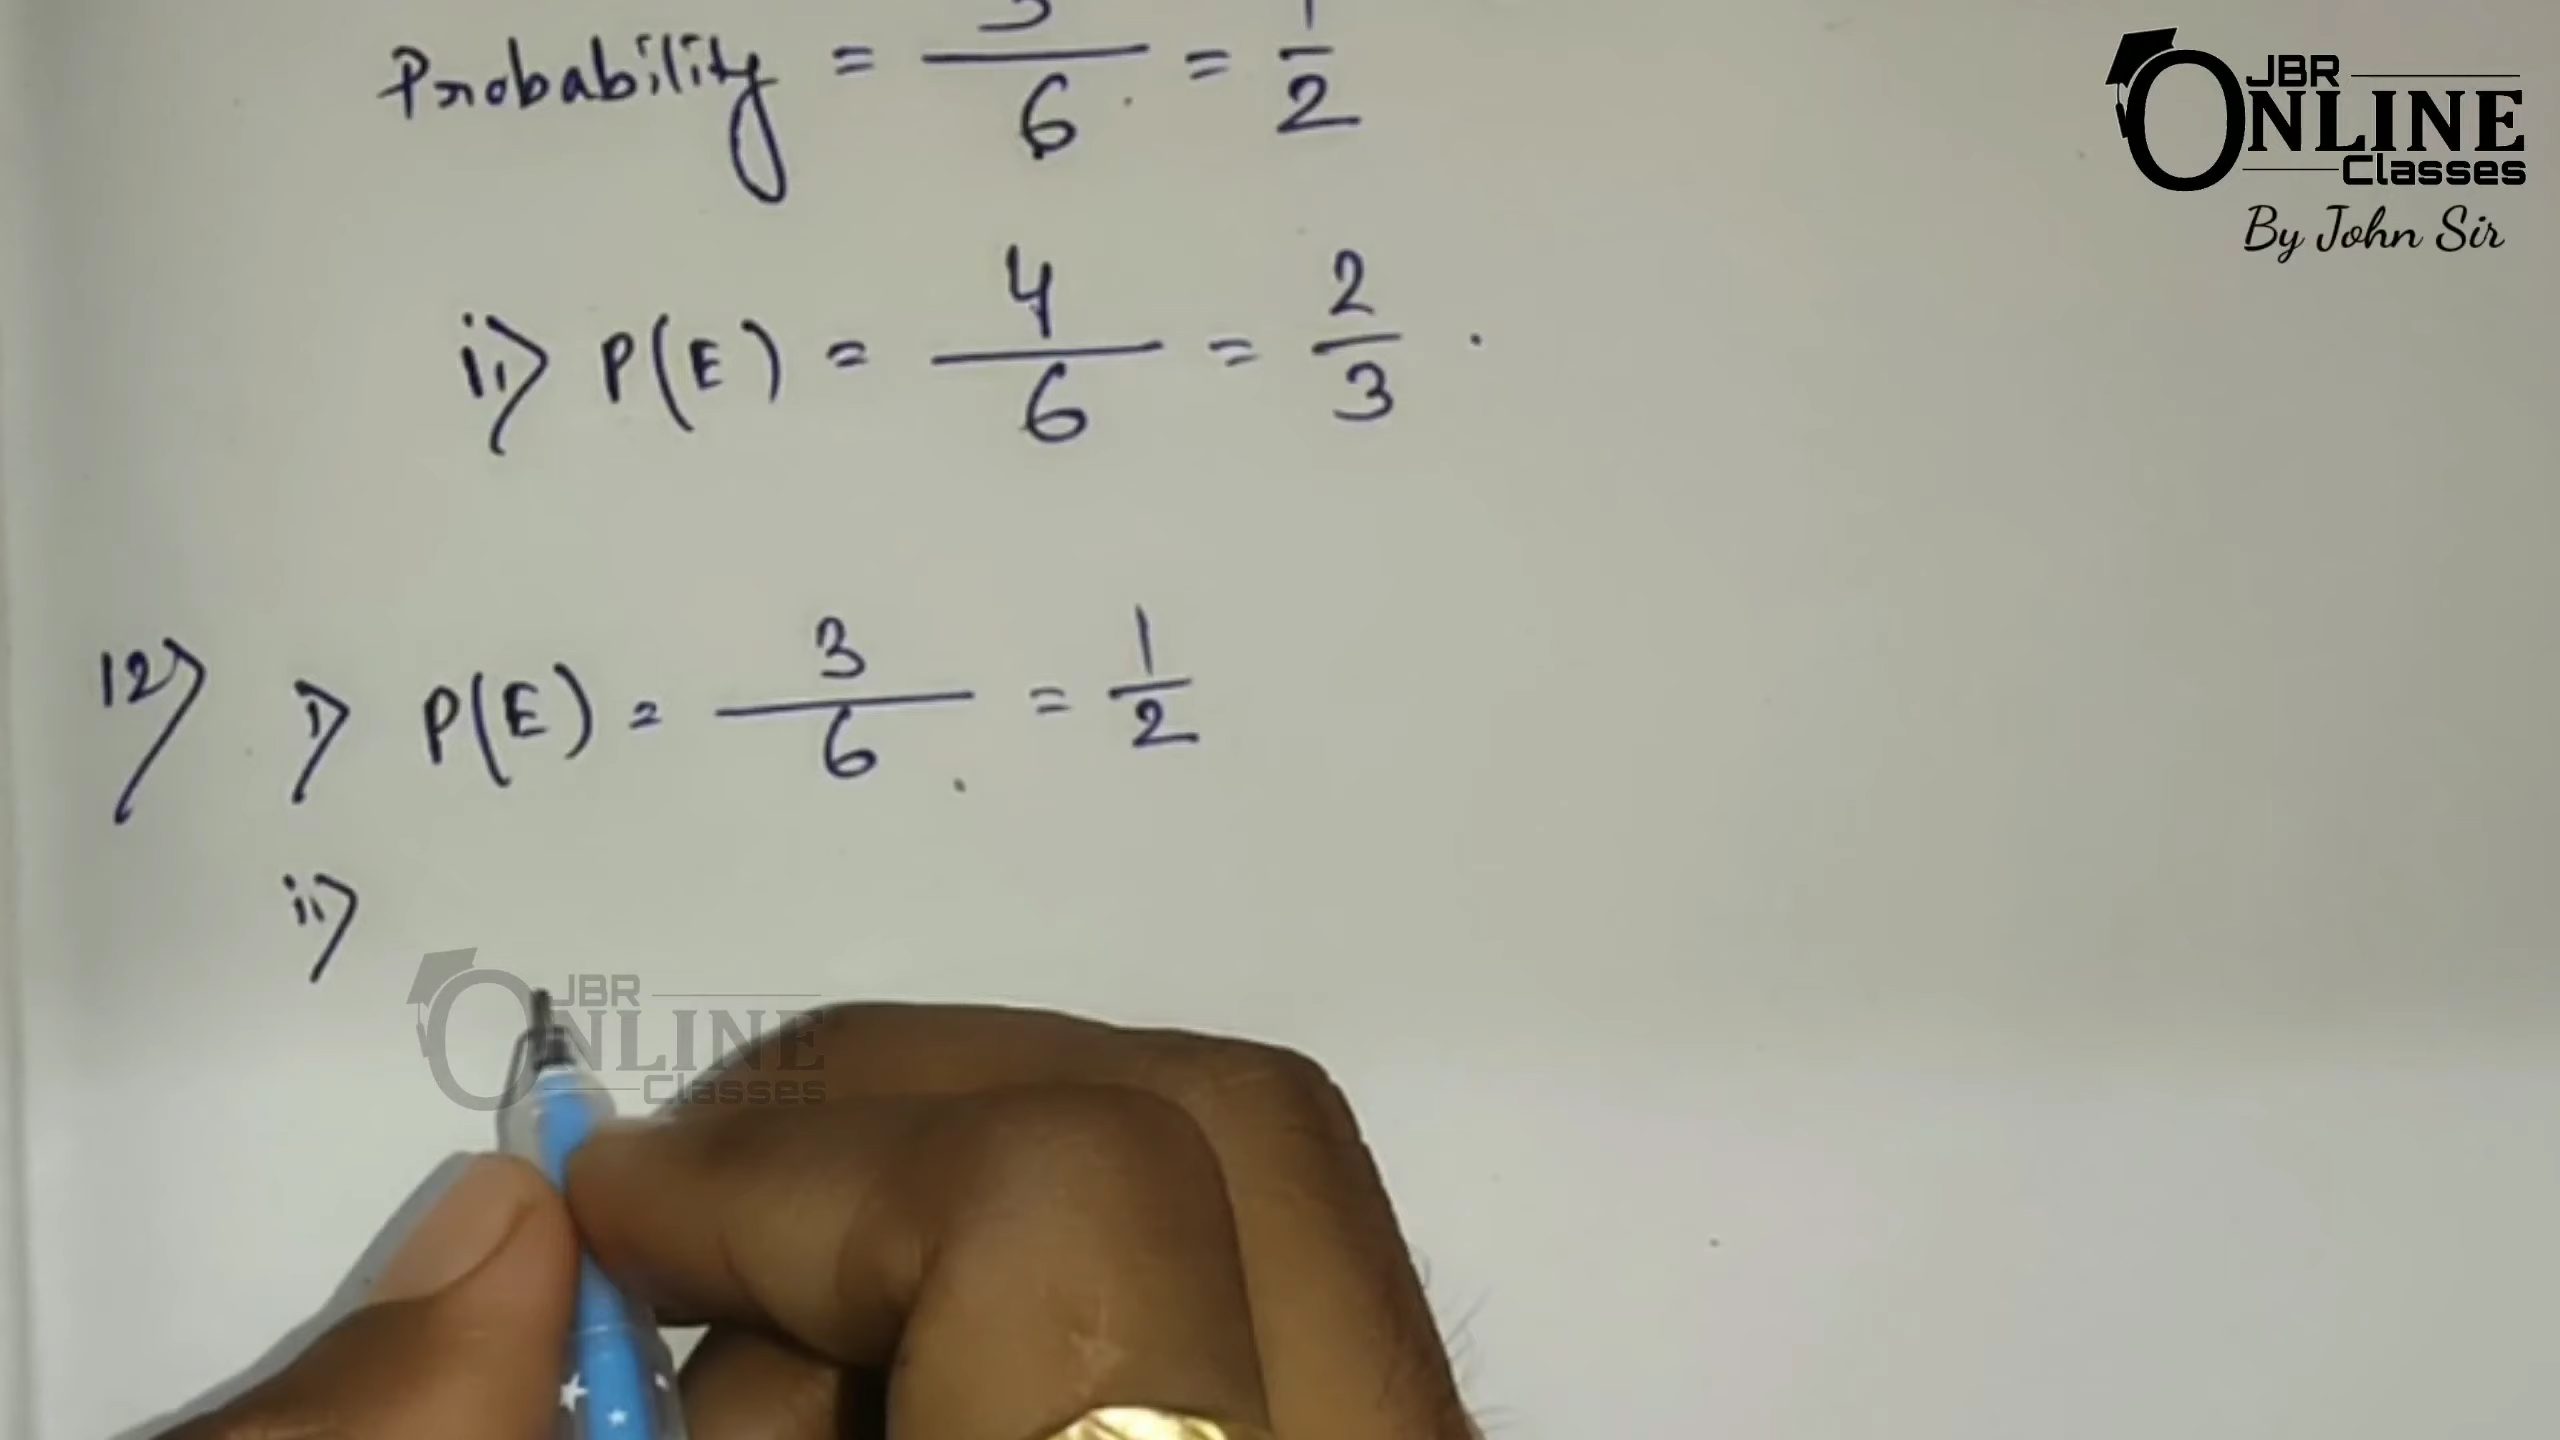 Probability = 3/6 = 1/2
JBR
ONLINE
Classes
By John Sir
ii) P(E) = 4/6 = 2/3 .
12) i) P(E) = 3/6 = 1/2
ii)
JBR
ONLINE
Classes